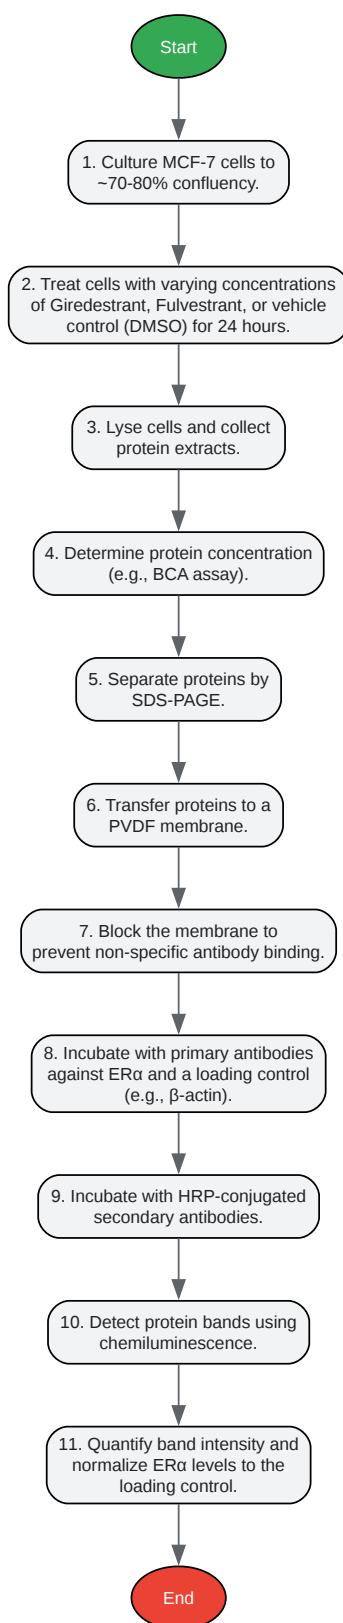 Start
1. Culture MCF-7 cells to
~70-80% confluency.
2. Treat cells with varying concentrations
of Giredestrant, Fulvestrant, or vehicle
control (DMSO) for 24 hours.
3. Lyse cells and collect
protein extracts.
4. Determine protein concentration
(e.g., BCA assay).
5. Separate proteins by
SDS-PAGE.
6. Transfer proteins to a
PVDF membrane.
7. Block the membrane to
prevent non-specific antibody binding.
8. Incubate with primary antibodies
against ERα and a loading control
(e.g., β-actin).
9. Incubate with HRP-conjugated
secondary antibodies.
10. Detect protein bands using
chemiluminescence.
11. Quantify band intensity and
normalize ERα levels to the
loading control.
End